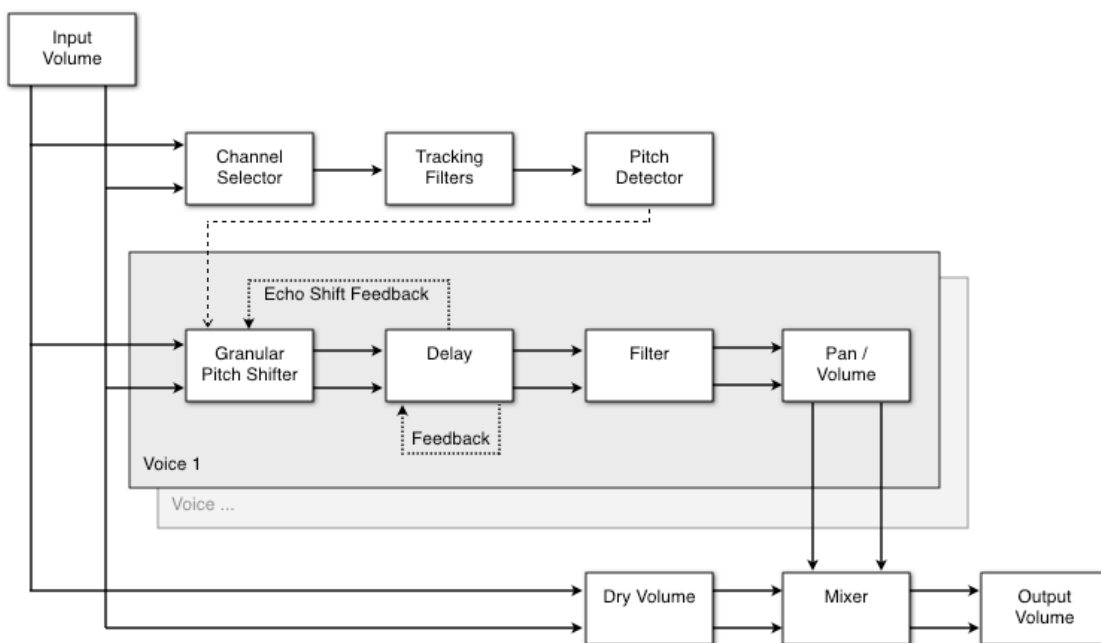 Input
Volume
Channel
Selector
Tracking
Filters
Pitch
Detector
Echo Shift Feedback
Granular
Pitch Shifter
Delay
Filter
Pan /
Volume
Feedback
Voice 1
Voice ...
Dry Volume
Mixer
Output
Volume